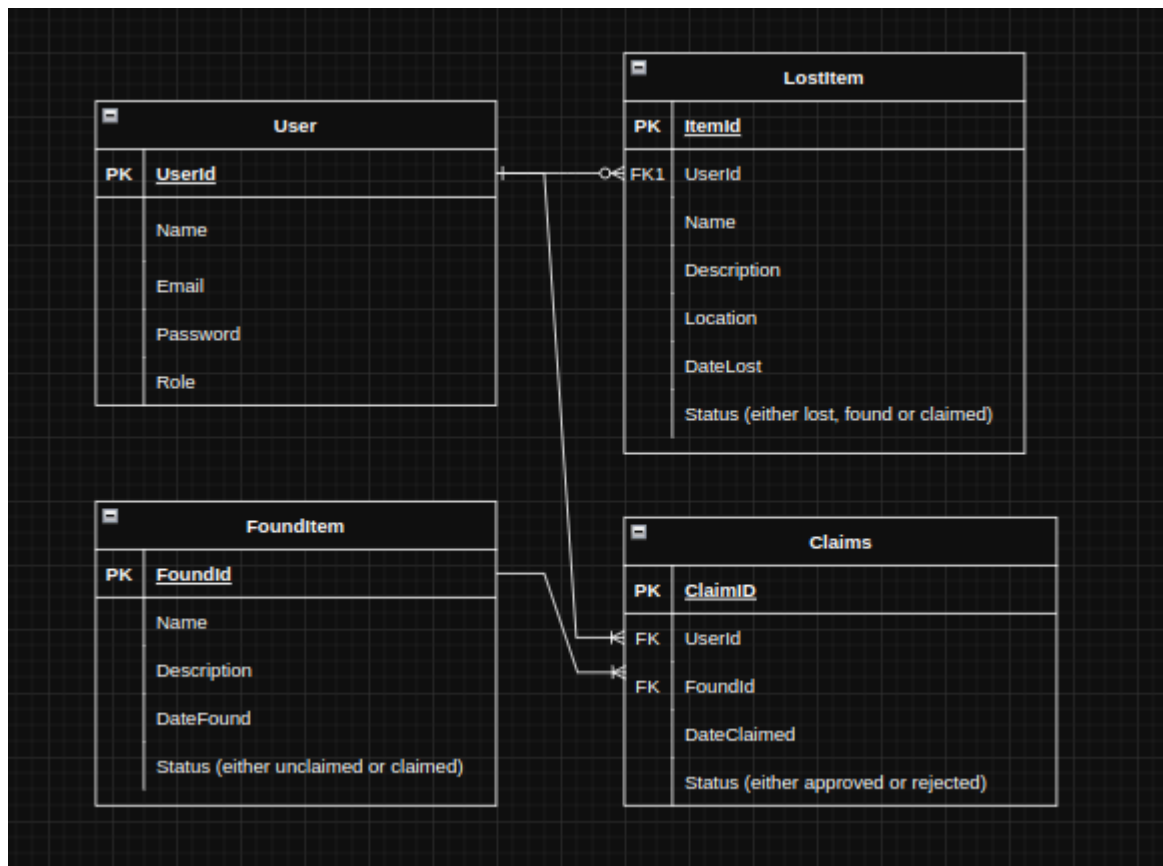 User
PK UserId
Name
Email
Password
Role
LostItem
PK ItemId
FK1 UserId
Name
Description
Location
DateLost
Status (either lost, found or claimed)
FoundItem
PK FoundId
Name
Description
DateFound
Status (either unclaimed or claimed)
Claims
PK ClaimID
FK UserId
FK FoundId
DateClaimed
Status (either approved or rejected)